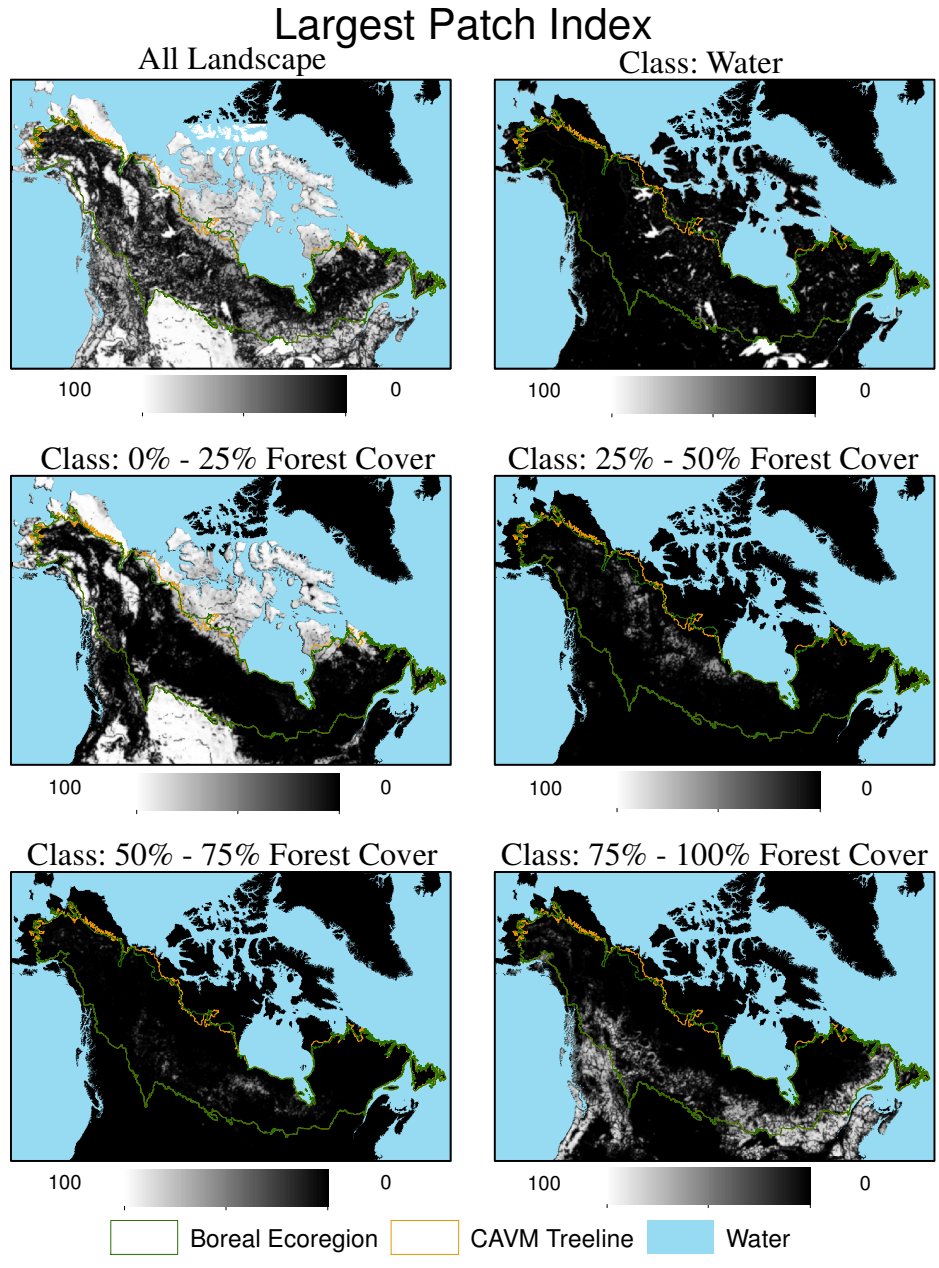 Largest Patch Index
All Landscape
Class: Water
100
0
100
0
Class: 0% - 25% Forest Cover
Class: 25% - 50% Forest Cover
100
0
100
0
Class: 50% - 75% Forest Cover
Class: 75% - 100% Forest Cover
100
0
100
0
Boreal Ecoregion
CAVM Treeline
Water